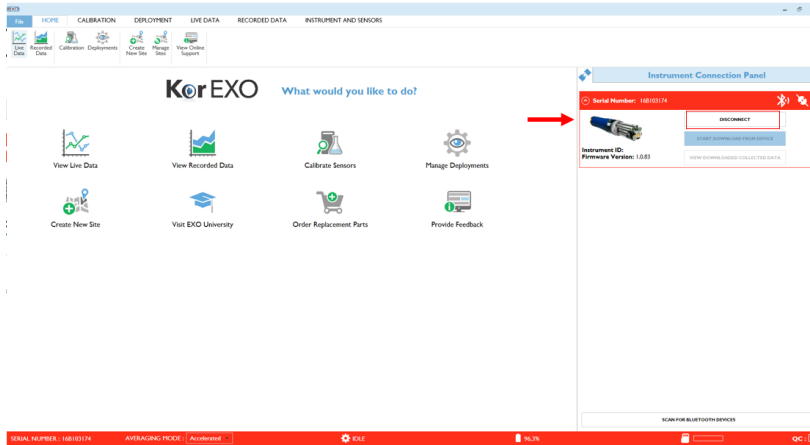 File HOME CALIBRATION DEPLOYMENT LIVE DATA RECORDED DATA INSTRUMENT AND SENSORS
Live Data
Recorded Data
Calibration
Deployments
Create New Site
Manage Sites
View Online Support
Kor EXO
What would you like to do?
View Live Data
View Recorded Data
Calibrate Sensors
Manage Deployments
Create New Site
Visit EXO University
Order Replacement Parts
Provide Feedback
Instrument Connection Panel
Serial Number: 16B103174
DISCONNECT
START DOWNLOAD FROM DEVICE
VIEW DOWNLOADED COLLECTED DATA
Instrument ID:
Firmware Version: 1.0.83
SCAN FOR BLUETOOTH DEVICES
SERIAL NUMBER : 16B103174 AVERAGING MODE : Accelerated IDLE 96.3% QC :